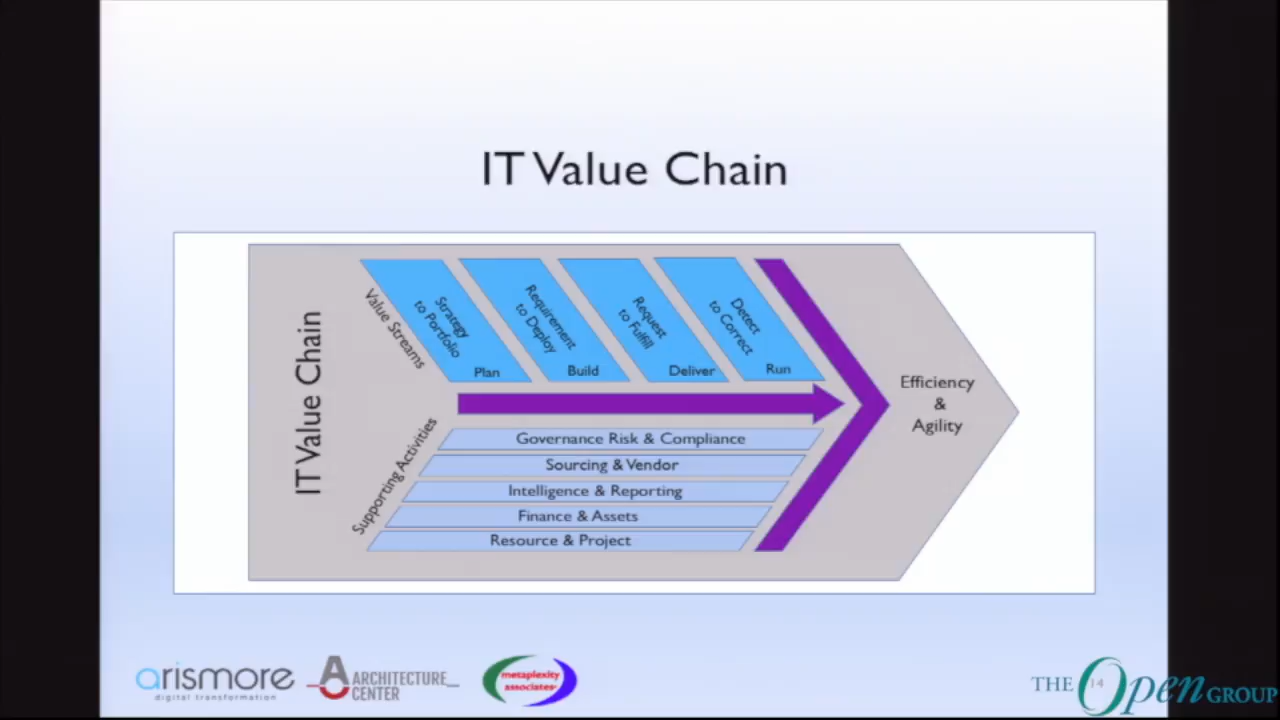 IT Value Chain
IT Value Chain
Value Streams
Strategy
to Portfolio
Plan
Requirement
to Deploy
Build
Request
to Fulfill
Deliver
Detect
to Correct
Run
Efficiency
&
Agility
Supporting Activities
Governance Risk & Compliance
Sourcing & Vendor
Intelligence & Reporting
Finance & Assets
Resource & Project
arismore
digital transformation
ARCHITECTURE
CENTER
metaplexity
associates
THE Open GROUP
14